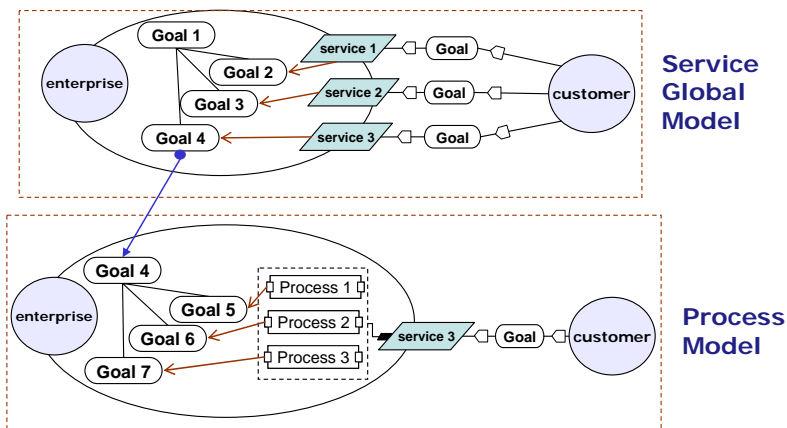 Goal 1
service 1
Goal
Goal 2
enterprise
Goal 3
service 2
Goal
customer
Goal 4
service 3
Goal
Service
Global
Model
Goal 4
Goal 5
Process 1
enterprise
Goal 6
Process 2
service 3
Goal
customer
Goal 7
Process 3
Process
Model